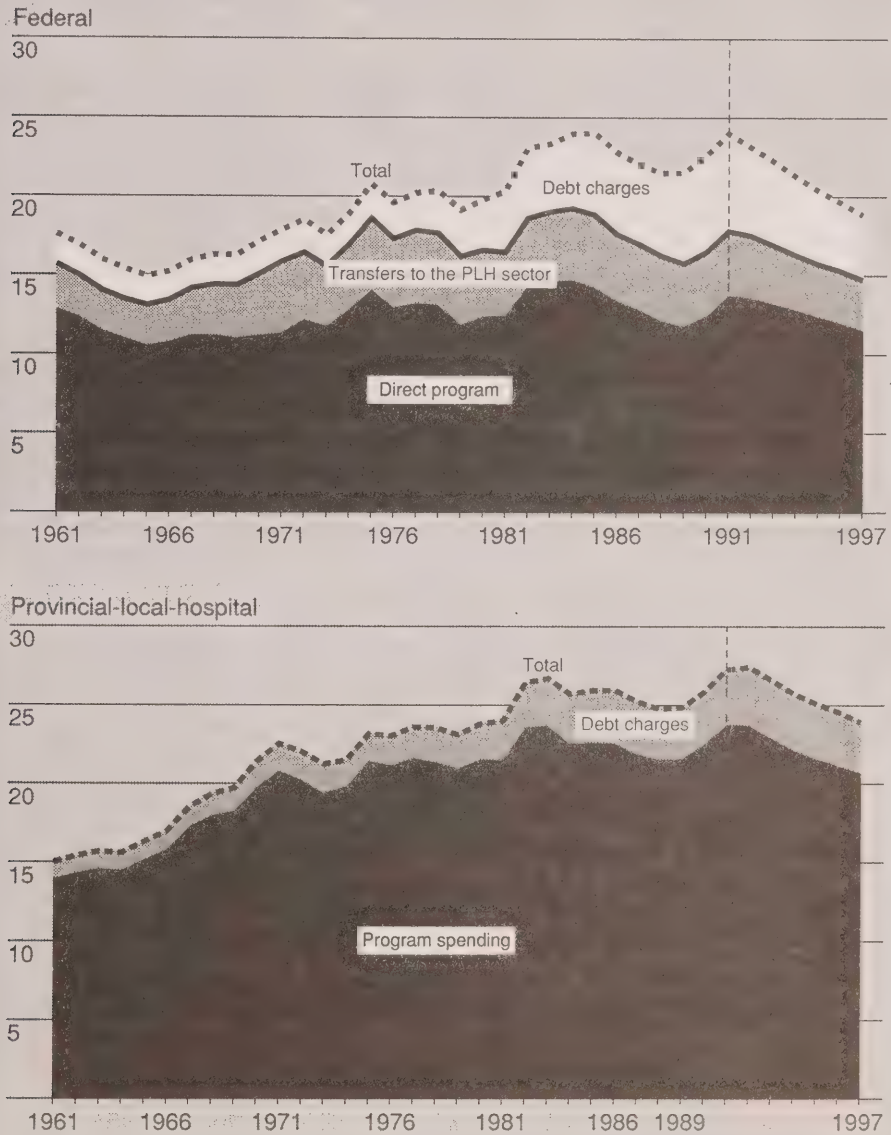 Federal
30
25
Total
20
Debt charges
15
Transfers to the PLH sector
10
Direct program
5
1961 1966 1971 1976 1981 1986 1991 1997
Provincial-local-hospital
30
Total
25
Debt charges
20
15
10
Program spending
5
1961 1966 1971 1976 1981 1986 1989 1997